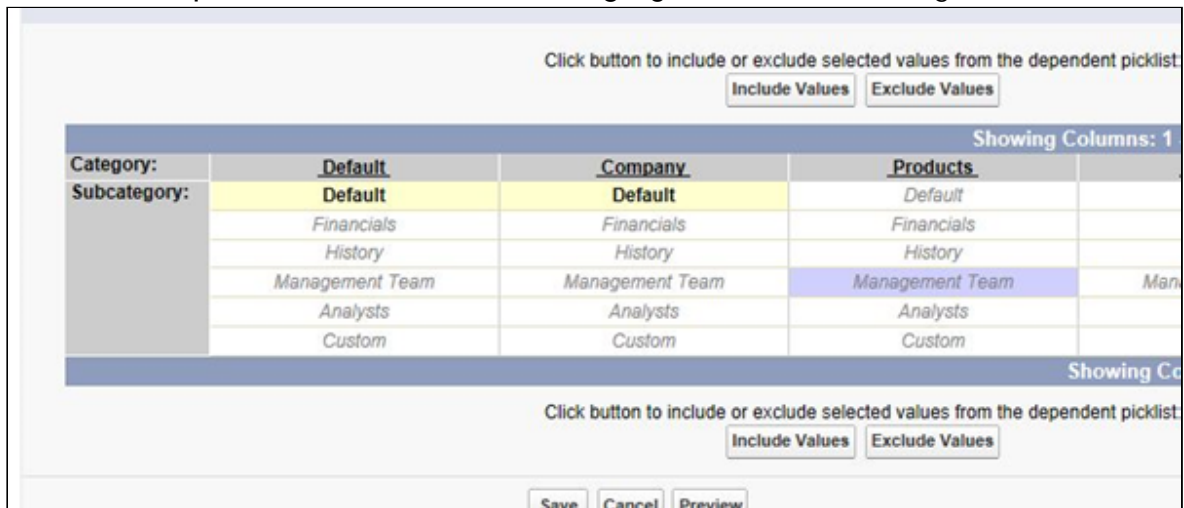 Click button to include or exclude selected values from the dependent picklist:
Include Values Exclude Values
Showing Columns: 1
Category: Default Company Products
Subcategory: Default Default Default
Financials Financials Financials
History History History
Management Team Management Team Management Team
Analysts Analysts Analysts
Custom Custom Custom
Showing
Click button to include or exclude selected values from the dependent picklist:
Include Values Exclude Values
Save Cancel Preview